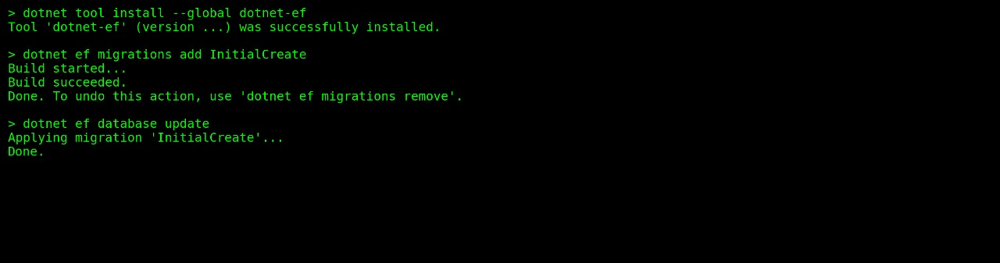 > dotnet tool install --global dotnet-ef
Tool 'dotnet-ef' (version ...) was successfully installed.
> dotnet ef migrations add InitialCreate
Build started...
Build succeeded.
Done. To undo this action, use 'dotnet ef migrations remove'.
> dotnet ef database update
Applying migration 'InitialCreate'...
Done.